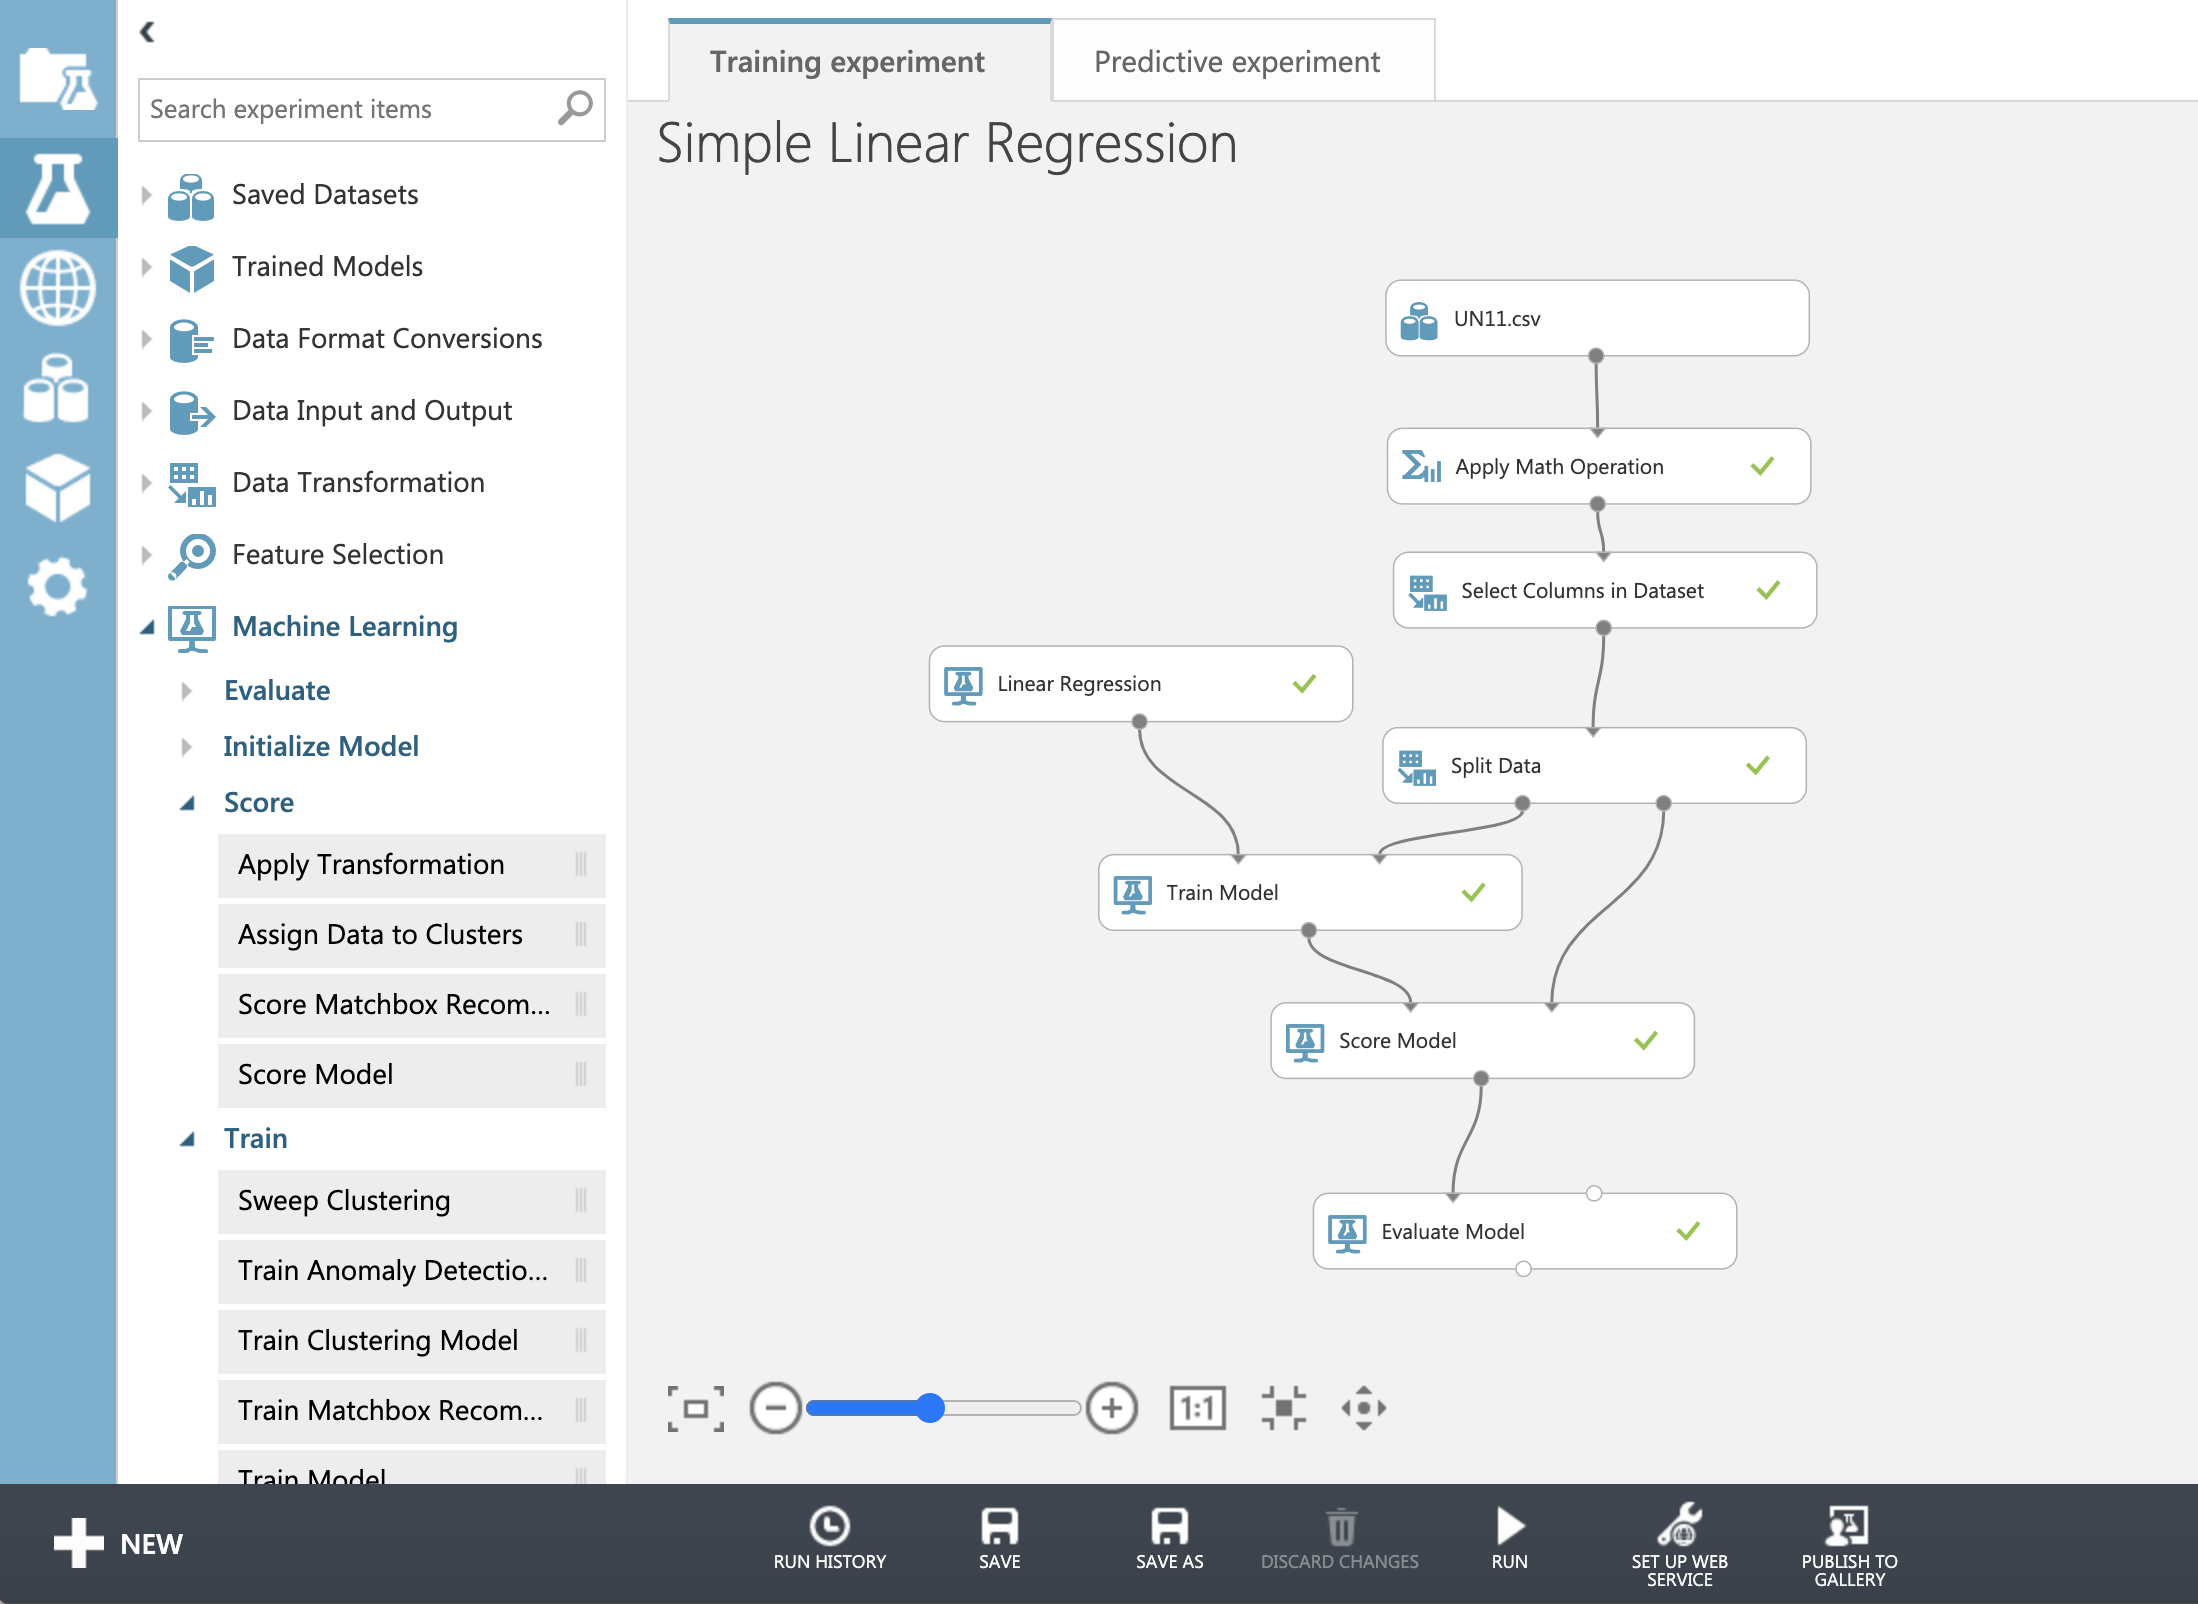 Training experiment
Predictive experiment
Search experiment items
Simple Linear Regression
Saved Datasets
Trained Models
Data Format Conversions
Data Input and Output
Data Transformation
Feature Selection
Machine Learning
Evaluate
Initialize Model
Score
Apply Transformation
Assign Data to Clusters
Score Matchbox Recom...
Score Model
Train
Sweep Clustering
Train Anomaly Detectio...
Train Clustering Model
Train Matchbox Recom...
Train Model
UN11.csv
Apply Math Operation
Select Columns in Dataset
Linear Regression
Split Data
Train Model
Score Model
Evaluate Model
1:1
NEW
RUN HISTORY
SAVE
SAVE AS
DISCARD CHANGES
RUN
SET UP WEB
SERVICE
PUBLISH TO
GALLERY